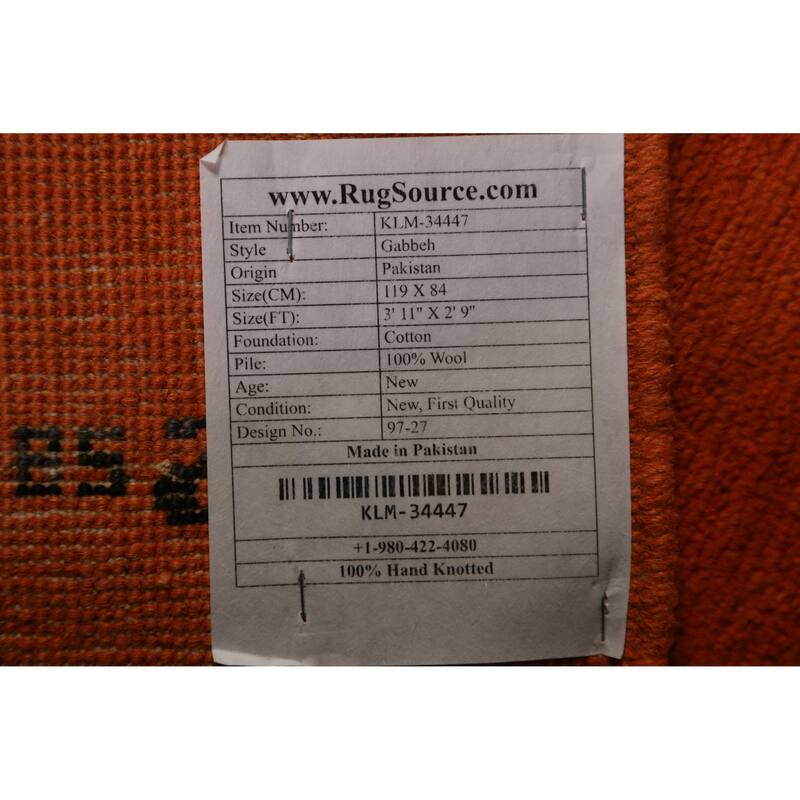 www.RugSource.com
Item Number: KLM-34447
Style Gabbeh
Origin Pakistan
Size(CM): 119 X 84
Size(FT): 3' 11" X 2' 9"
Foundation: Cotton
Pile: 100% Wool
Age: New
Condition: New, First Quality
Design No.: 97-27
Made in Pakistan
KLM-34447
+1-980-422-4080
100% Hand Knotted